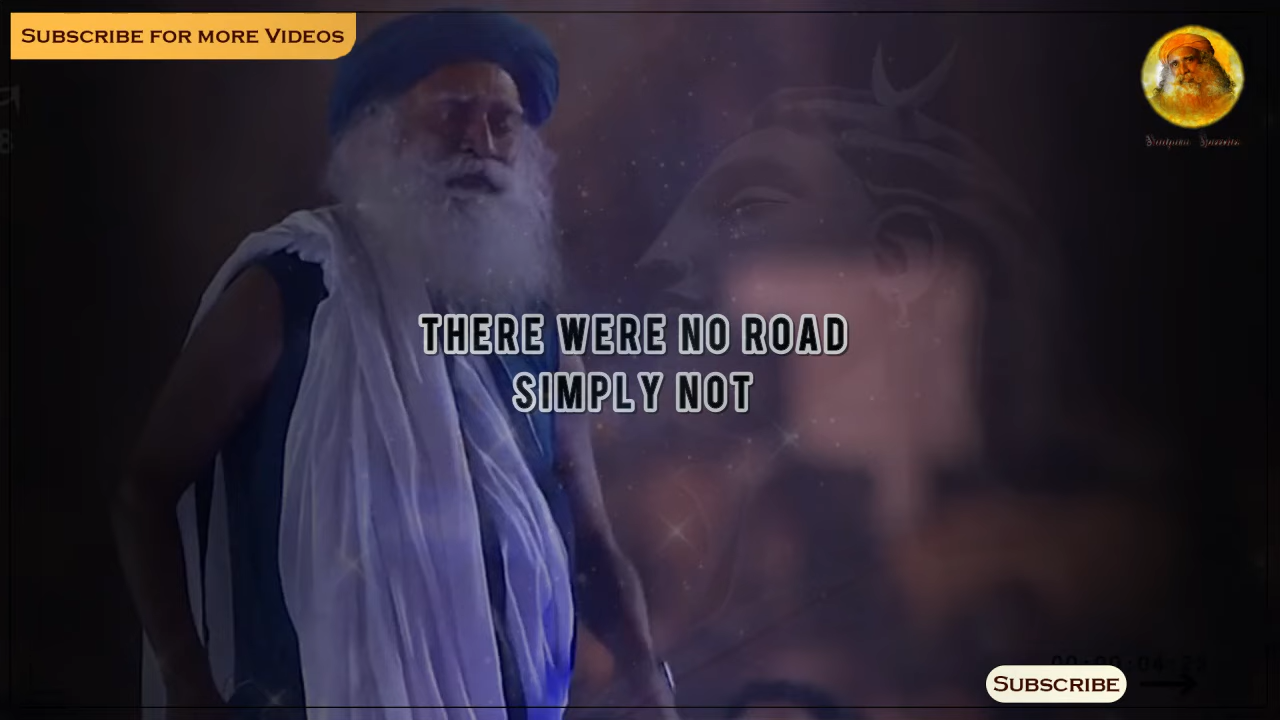 Subscribe for more Videos
THERE WERE NO ROAD
SIMPLY NOT
Subscribe